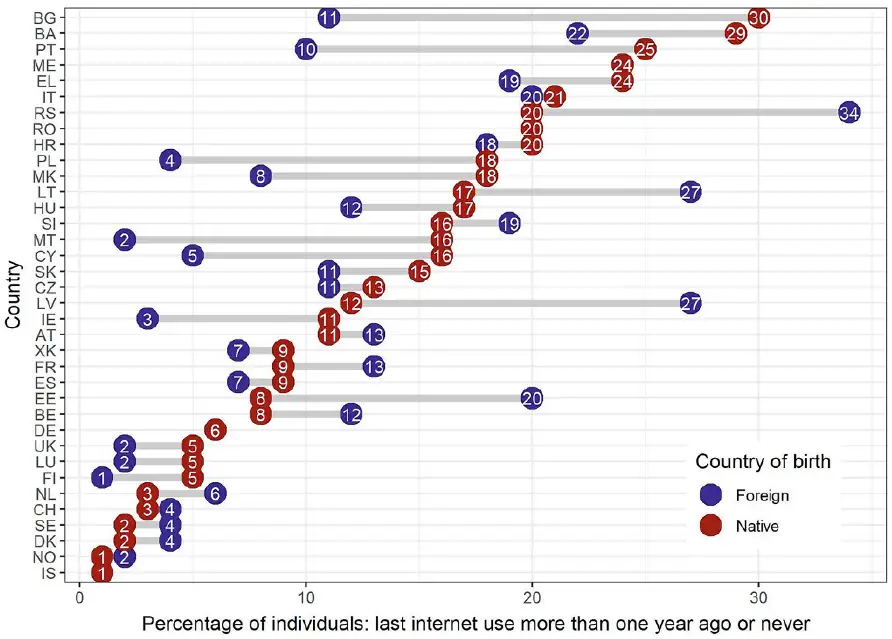 BG 11 30
BA 22 29
PT 10 25
ME 24
EL 19 24
IT 20 21
RS 20 34
RO 20
HR 18 20
PL 4 18
MK 8 18
LT 17 27
HU 12 17
SI 16 19
MT 2 16
CY 5 16
SK 11 15
CZ 11 13
LV 12 27
IE 3 11
AT 11 13
XK 7 9
FR 9 13
ES 7 9
EE 8 20
BE 8 12
DE 6
UK 2 5
LU 2 5
FI 1 5
NL 3 6
CH 3 4
SE 2 4
DK 2 4
NO 1 2
IS 1
Country
Country of birth
Foreign
Native
0 10 20 30
Percentage of individuals: last internet use more than one year ago or never